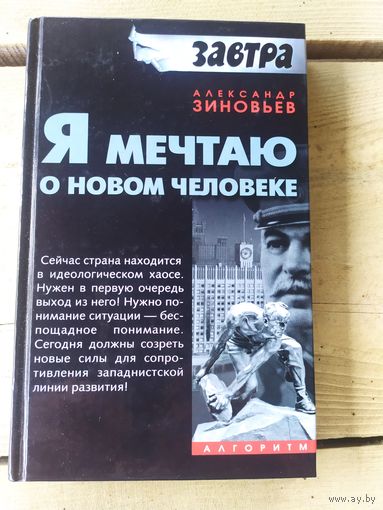 завтра
АЛЕКСАНДР
ЗИНОВЬЕВ
Я МЕЧТАЮ
О НОВОМ ЧЕЛОВЕКЕ
Сейчас страна находится
в идеологическом хаосе.
Нужен в первую очередь
выход из него! Нужно по-
нимание ситуации — бес-
пощадное понимание.
Сегодня должны созреть
новые силы для сопро-
тивления западнистской
линии развития!
АЛГОРИТМ
www.ay.by